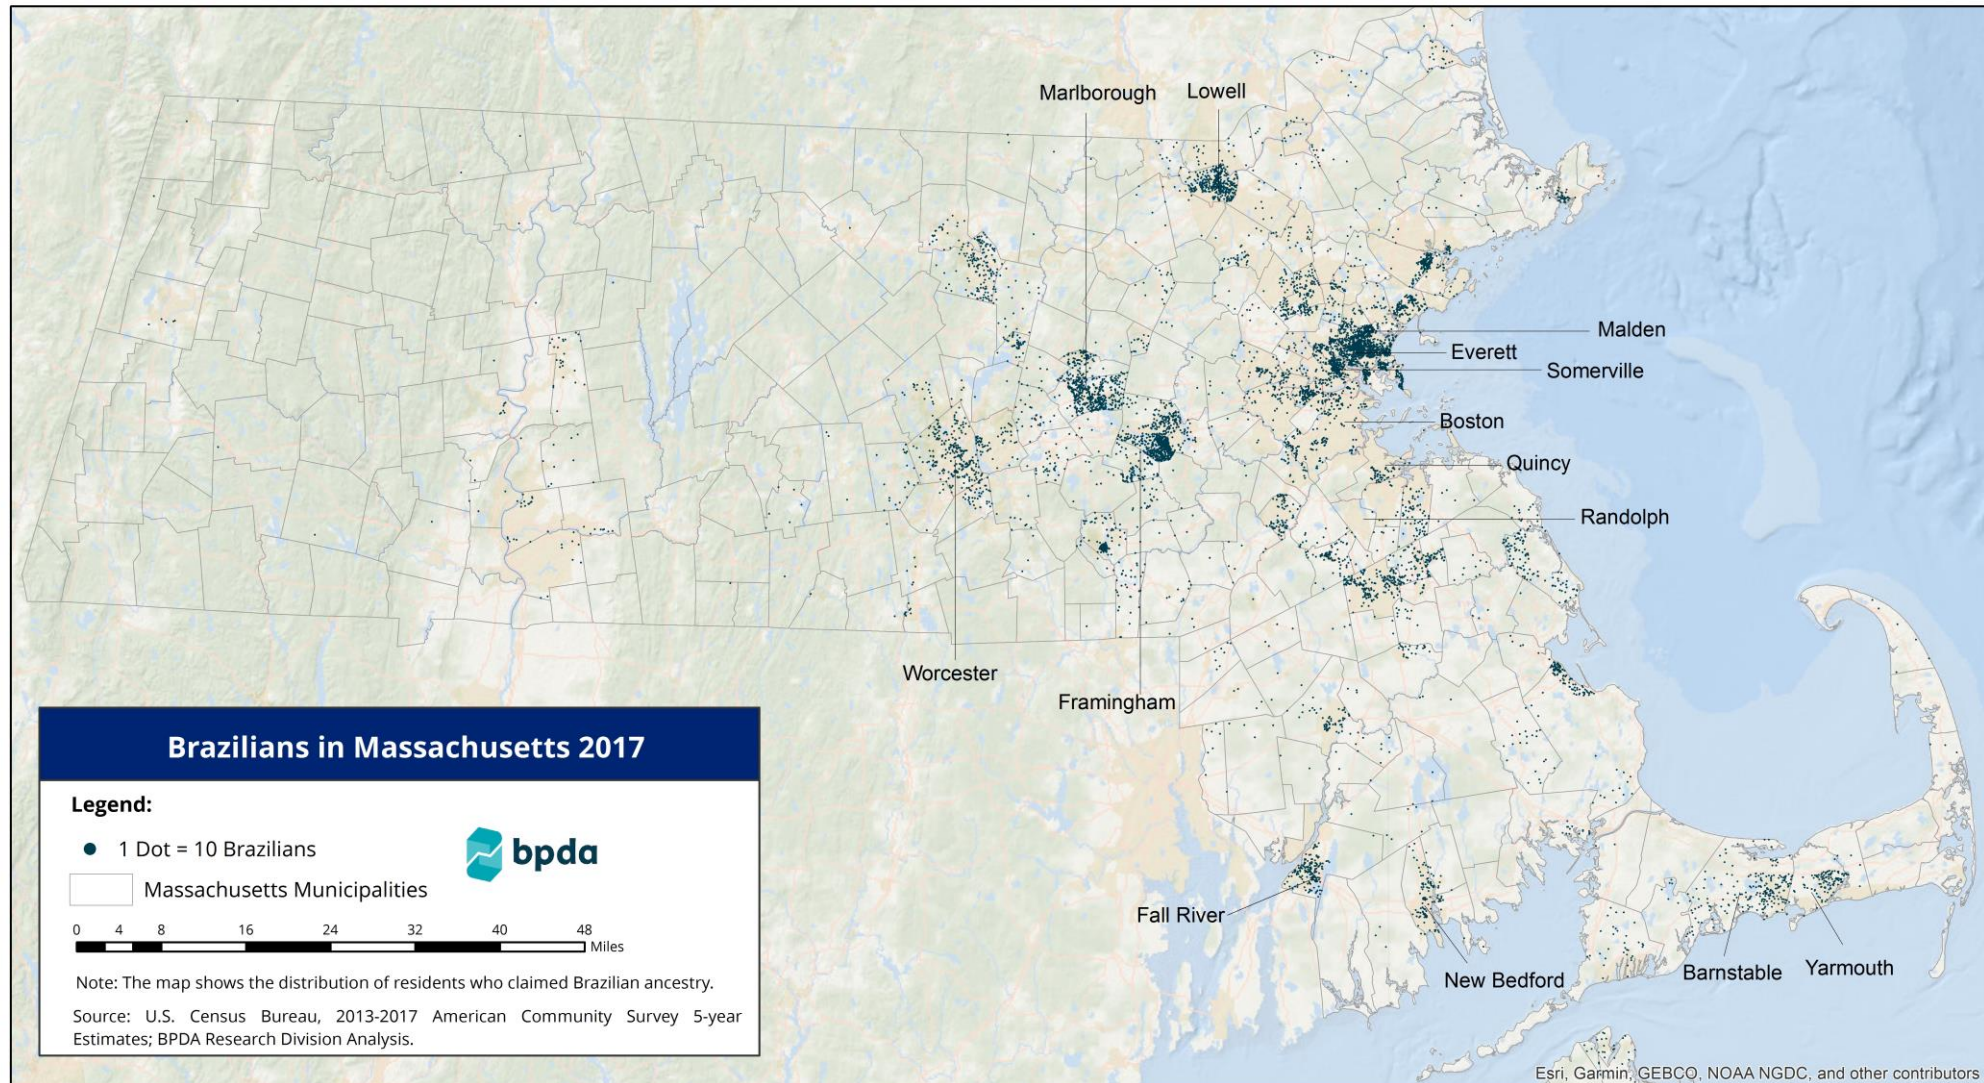 Marlborough
Lowell
Malden
Everett
Somerville
Boston
Quincy
Randolph
Worcester
Framingham
Fall River
New Bedford
Barnstable
Yarmouth
Brazilians in Massachusetts 2017
Legend:
1 Dot = 10 Brazilians
bpda
Massachusetts Municipalities
0 4 8 16 24 32 40 48
Miles
Note: The map shows the distribution of residents who claimed Brazilian ancestry.
Source: U.S. Census Bureau, 2013-2017 American Community Survey 5-year
Estimates; BPDA Research Division Analysis.
Esri, Garmin, GEBCO, NOAA NGDC, and other contributors